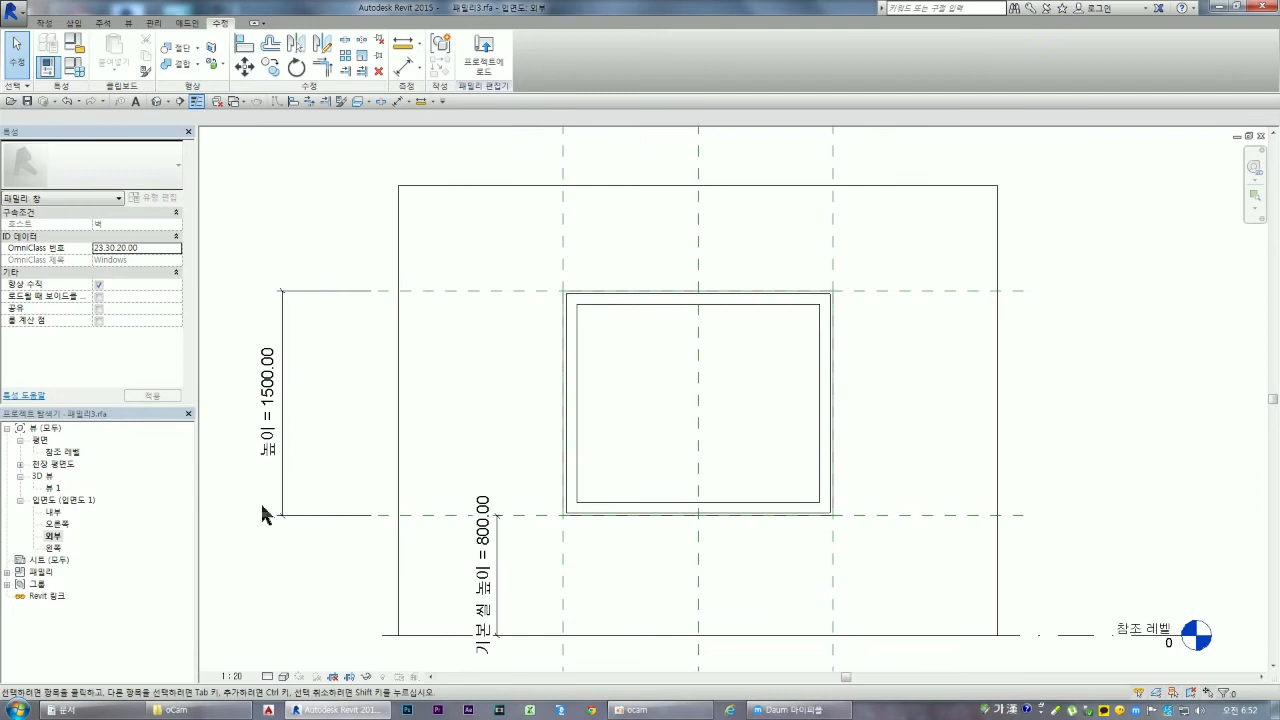 Autodesk Revit 2015 - 패밀리3.rfa - 입면도: 외부
키워드 또는 구절 입력
로그인
작성 삽입 주석 뷰 관리 애드인 수정
수정
붙여넣기
절단
결합
프로젝트에
로드
선택 특성 클립보드 형상 수정 측정 작성 패밀리 편집기
특성
패밀리: 창
유형 편집
구속조건
호스트 벽
ID 데이터
OmniClass 번호 23.30.20.00
OmniClass 제목 Windows
기타
항상 수직
로드될 때 보이드를 ...
공유
룸 계산 점
특성 도움말
적용
프로젝트 탐색기 - 패밀리3.rfa
뷰 (모두)
평면
참조 레벨
천장 평면도
3D 뷰
뷰 1
입면도 (입면도 1)
내부
오른쪽
외부
왼쪽
시트 (모두)
패밀리
그룹
Revit 링크
높이 = 1500.00
기본 씰 높이 = 800.00
참조 레벨
0
1 : 20
선택하려면 항목을 클릭하고, 다른 항목을 선택하려면 Tab 키, 추가하려면 Ctrl 키, 선택 취소하려면 Shift 키를 누르십시오.
:0
문서
oCam
Autodesk Revit 201...
ocam
Daum 마이피플
가 漢
오전 6:52